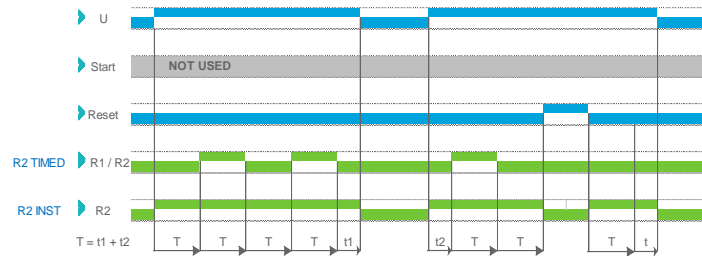 U
Start NOT USED
Reset
R2 TIMED R1 / R2
R2 INST R2
T = t1 + t2 T T T T t1 t2 T T T t